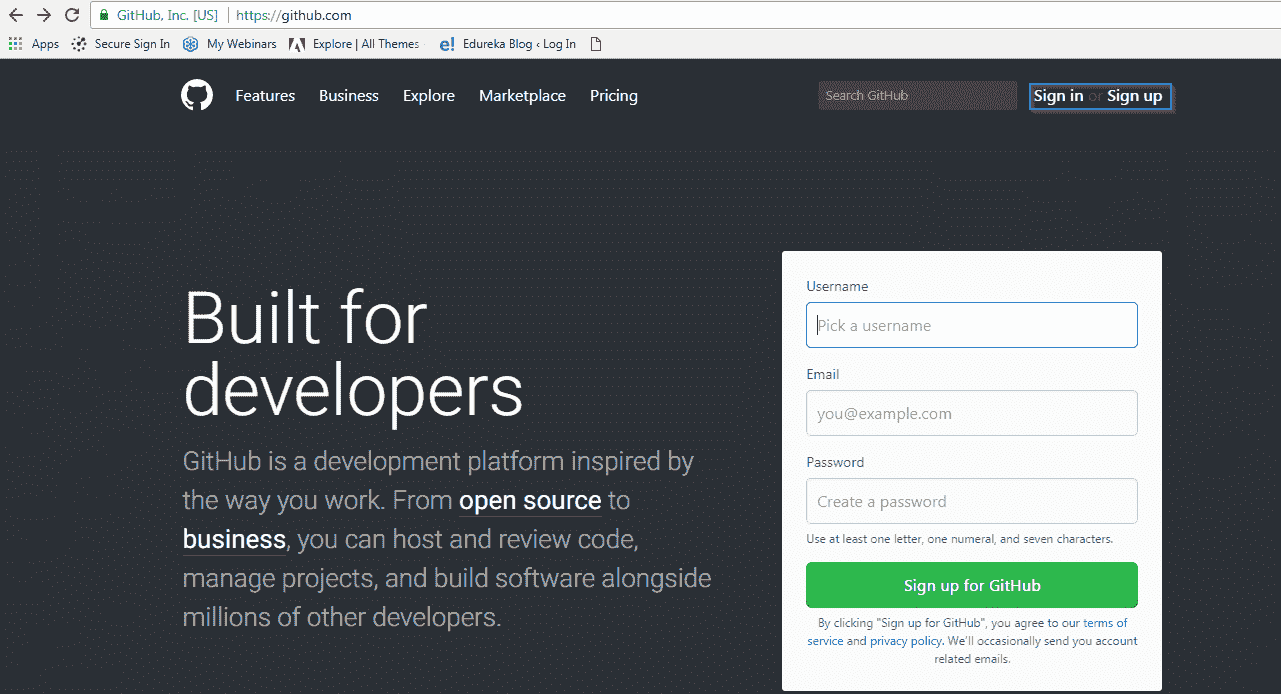 GitHub, Inc. [US] https://github.com
Apps Secure Sign In My Webinars Explore | All Themes e! Edureka Blog ‹ Log In
Features Business Explore Marketplace Pricing Search GitHub Sign in or Sign up
Built for
developers
GitHub is a development platform inspired by
the way you work. From open source to
business, you can host and review code,
manage projects, and build software alongside
millions of other developers.
Username
Pick a username
Email
you@example.com
Password
Create a password
Use at least one letter, one numeral, and seven characters.
Sign up for GitHub
By clicking "Sign up for GitHub", you agree to our terms of
service and privacy policy. We'll occasionally send you account
related emails.